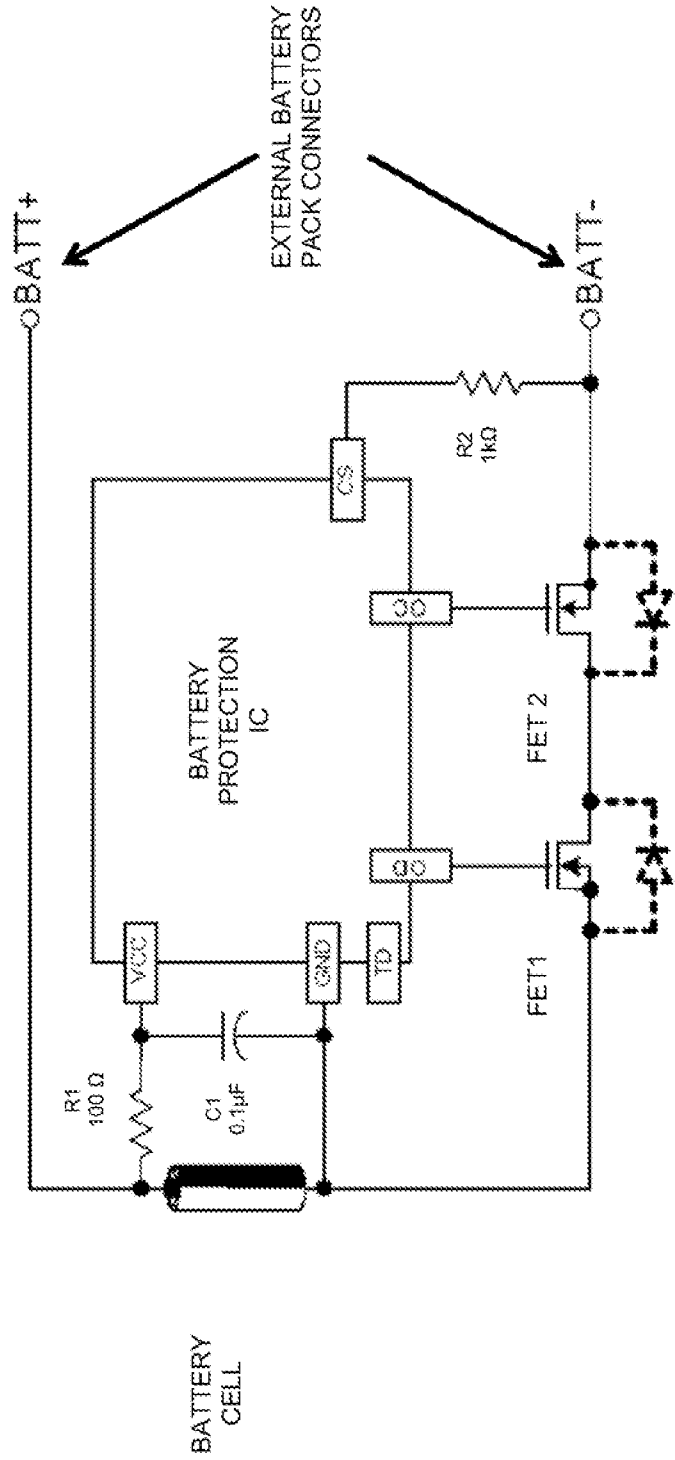 BATT+
EXTERNAL BATTERY
PACK CONNECTORS
BATT-
BATTERY
CELL
R1
100 Ω
C1
0.1µF
VCC
GND
TD
BATTERY
PROTECTION
IC
CS
OD
OC
R2
1kΩ
FET1
FET 2